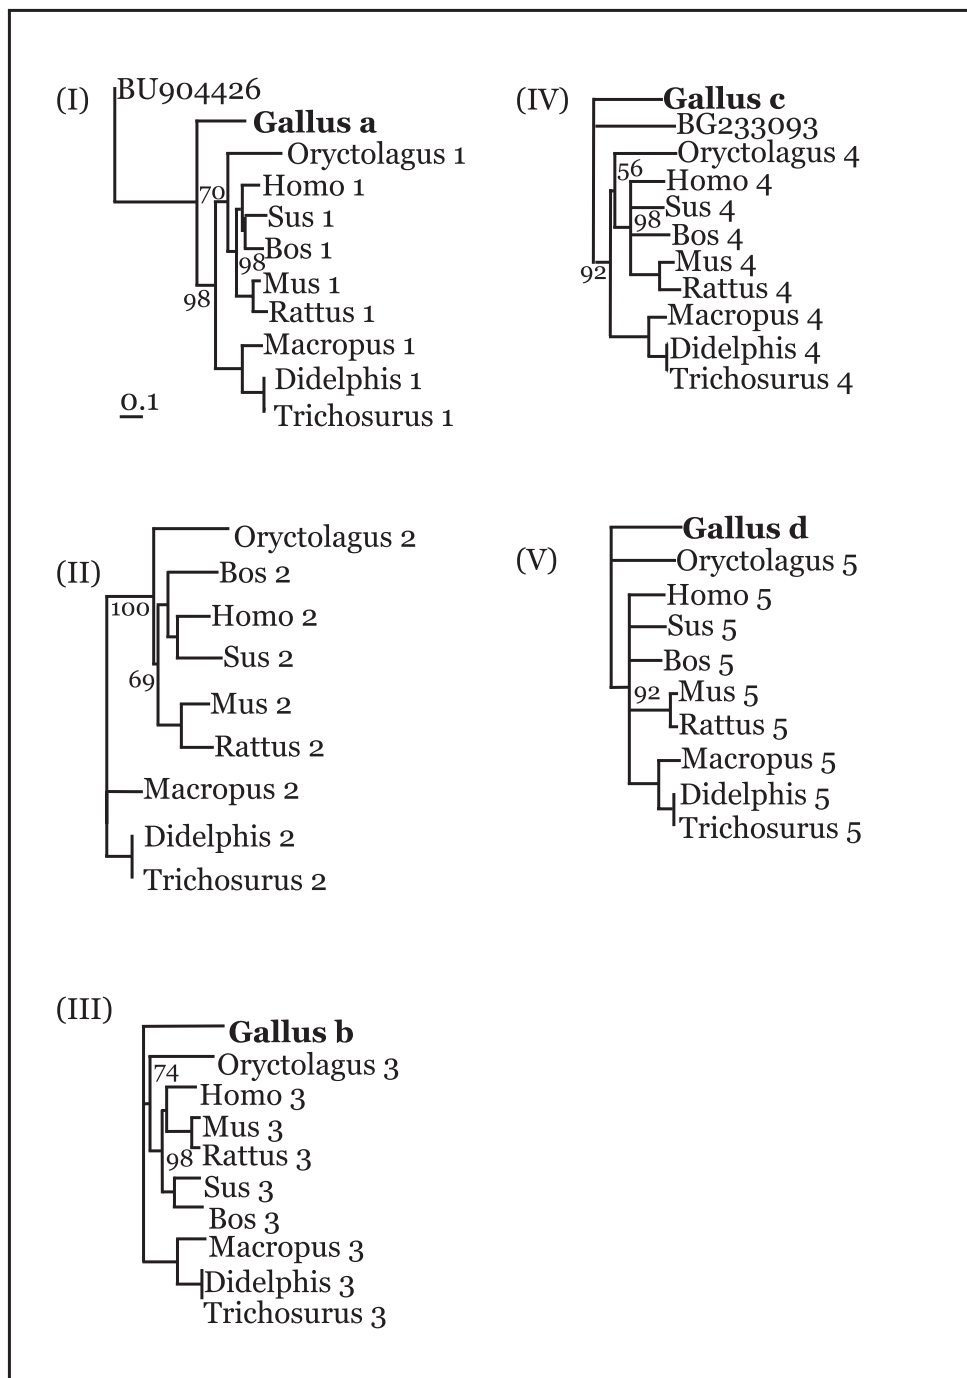 (I)
BU904426
Gallus a
Oryctolagus 1
70
Homo 1
Sus 1
Bos 1
98
Mus 1
98
Rattus 1
Macropus 1
Didelphis 1
0.1
Trichosurus 1
(IV)
Gallus c
BG233093
Oryctolagus 4
56
Homo 4
Sus 4
98
Bos 4
Mus 4
92
Rattus 4
Macropus 4
Didelphis 4
Trichosurus 4
(II)
Oryctolagus 2
Bos 2
100
Homo 2
Sus 2
69
Mus 2
Rattus 2
Macropus 2
Didelphis 2
Trichosurus 2
(V)
Gallus d
Oryctolagus 5
Homo 5
Sus 5
Bos 5
92
Mus 5
Rattus 5
Macropus 5
Didelphis 5
Trichosurus 5
(III)
Gallus b
Oryctolagus 3
74
Homo 3
Mus 3
98
Rattus 3
Sus 3
Bos 3
Macropus 3
Didelphis 3
Trichosurus 3